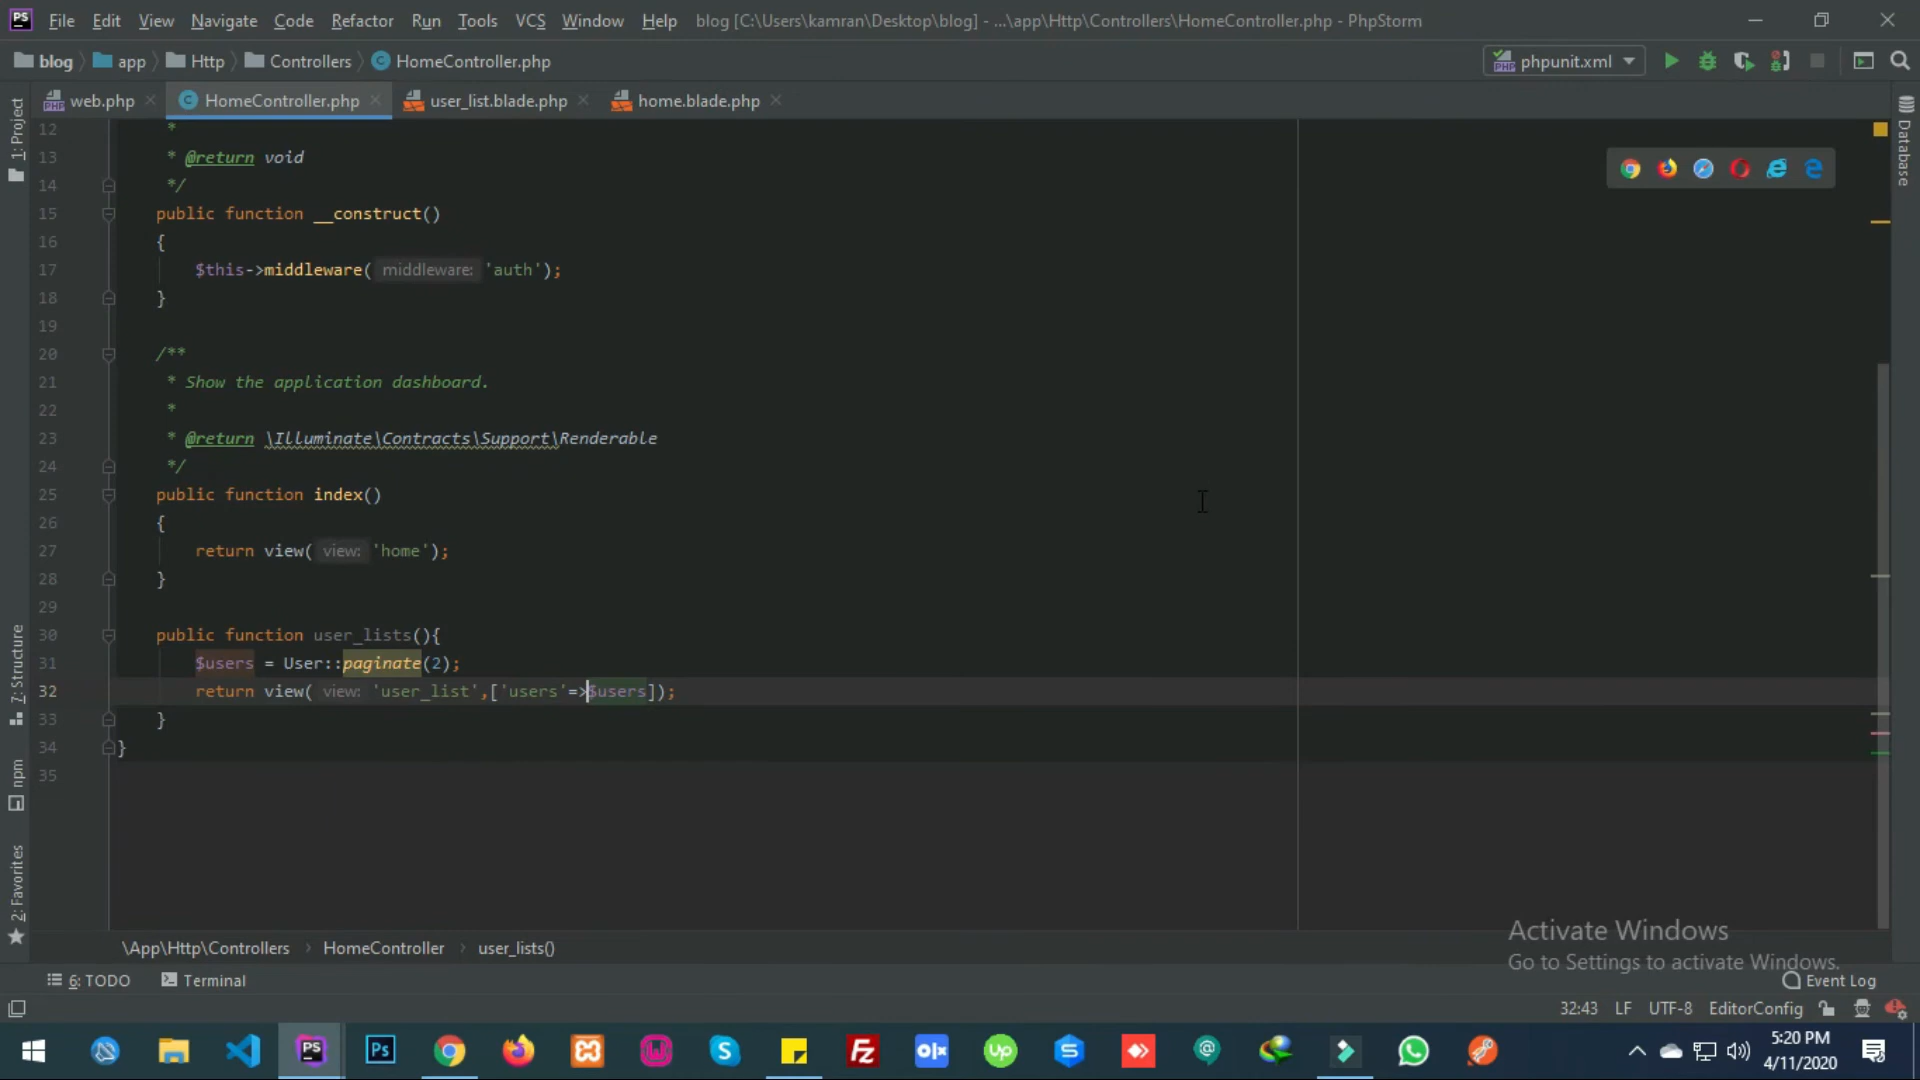 PS File Edit View Navigate Code Refactor Run Tools VCS Window Help blog [C:\Users\kamran\Desktop\blog] - ...\app\Http\Controllers\HomeController.php - PhpStorm
blog app Http Controllers HomeController.php phpunit.xml
web.php HomeController.php user_list.blade.php home.blade.php
1: Project
Database
12 *
13 * @return void
14 */
15 public function __construct()
16 {
17 $this->middleware( middleware: 'auth');
18 }
19
20 /**
21 * Show the application dashboard.
22 *
23 * @return \Illuminate\Contracts\Support\Renderable
24 */
25 public function index()
26 {
27 return view( view: 'home');
28 }
29
30 public function user_lists(){
31 $users = User::paginate(2);
32 return view( view: 'user_list',['users'=>$users]);
33 }
34 }
35
7: Structure
npm
2: Favorites
Activate Windows
Go to Settings to activate Windows.
\App\Http\Controllers HomeController user_lists()
6: TODO Terminal Event Log
32:43 LF UTF-8 EditorConfig
PS Ps S Fz olx Up
5:20 PM
4/11/2020